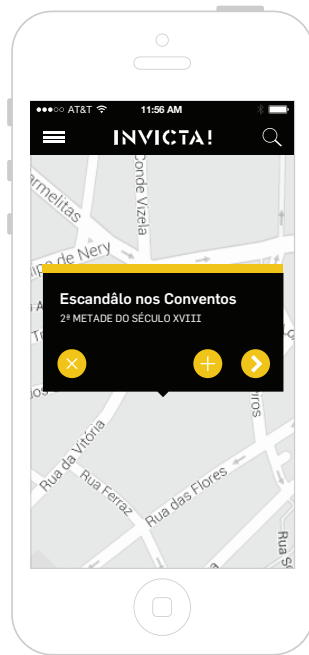 AT&T
11:56 AM
INVICTA!
Conde Vizela
armelitas
ipe de Nery
Escandâlo nos Conventos
2ª METADE DO SÉCULO XVIII
Rua da Vitória
Rua Ferraz
Rua das Flores